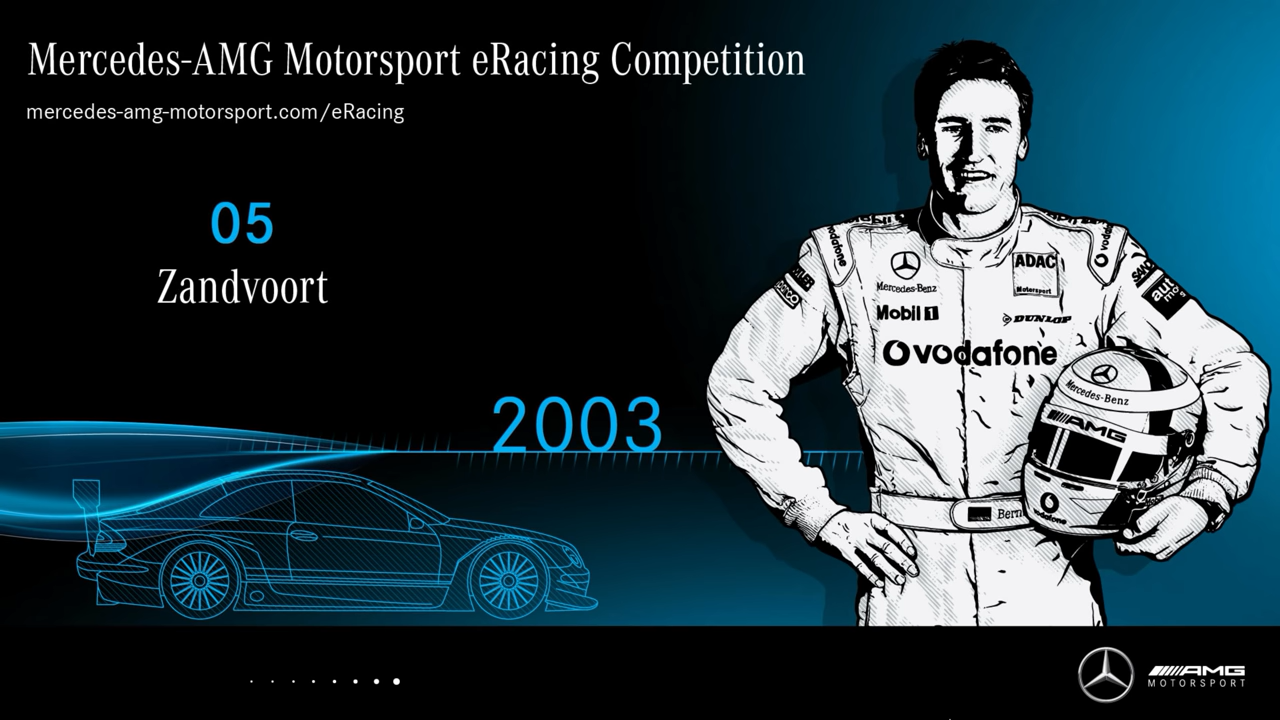 Mercedes-AMG Motorsport eRacing Competition
mercedes-amg-motorsport.com/eRacing
05
Zandvoort
2003
vodafone
Mercedes-Benz
ADAC
Motorsport
Mobil 1
DUNLOP
vodafone
Mercedes-Benz
AMG
vodafone
Bern
AMG
MOTORSPORT